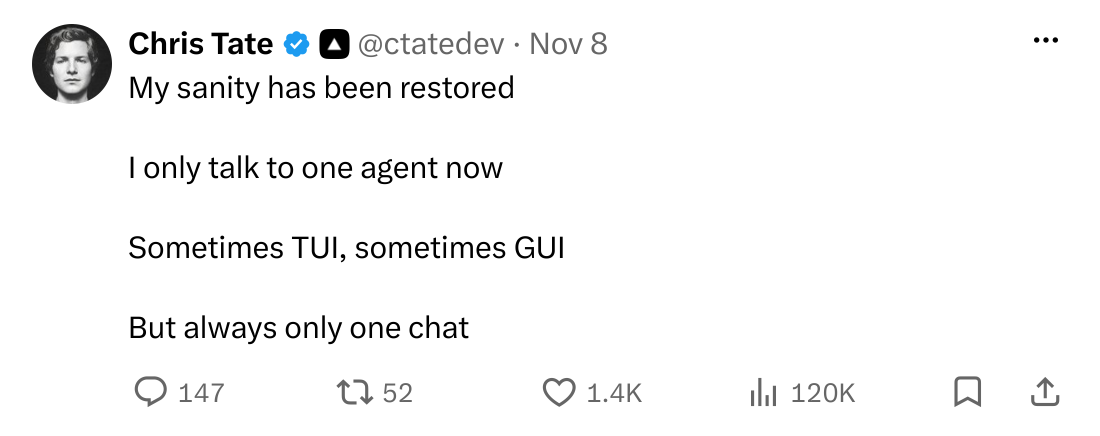 Chris Tate @ctatedev · Nov 8
My sanity has been restored
I only talk to one agent now
Sometimes TUI, sometimes GUI
But always only one chat
147 52 1.4K 120K